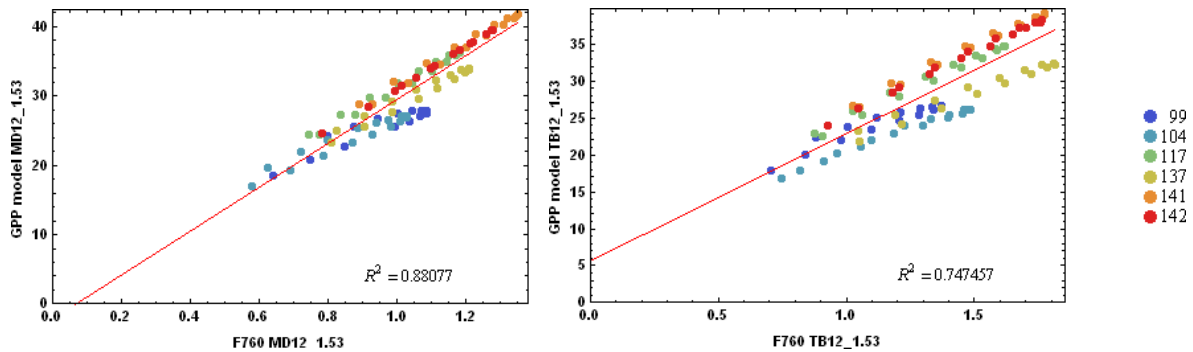 GPP model MD12_1.53
40
30
20
10
0
0.0 0.2 0.4 0.6 0.8 1.0 1.2
R² = 0.88077
F760 MD12_1.53
GPP model TB12_1.53
35
30
25
20
15
10
5
0
0.0 0.5 1.0 1.5
R² = 0.747457
F760 TB12_1.53
99
104
117
137
141
142